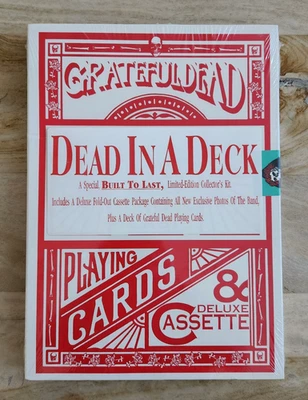 GRATEFUL DEAD
DEAD IN A DECK
A Special, BUILT TO LAST, Limited-Edition Collector's Kit.
Includes A Deluxe Fold-Out Cassette Package Containing All New Exclusive Photos Of The Band,
Plus A Deck Of Grateful Dead Playing Cards.
PLAYING
CARDS
&
DELUXE
CASSETTE